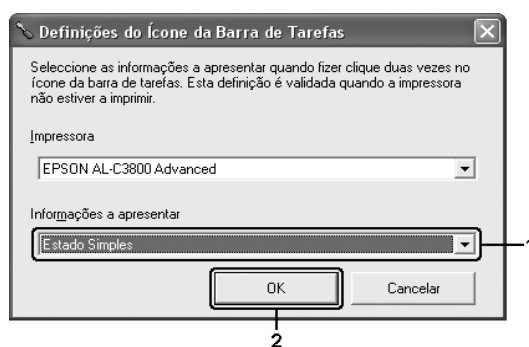 Definições do Ícone da Barra de Tarefas
Seleccione as informações a apresentar quando fizer clique duas vezes no
ícone da barra de tarefas. Esta definição é validada quando a impressora
não estiver a imprimir.
Impressora
EPSON AL-C3800 Advanced
Informações a apresentar
Estado Simples
1
OK
Cancelar
2